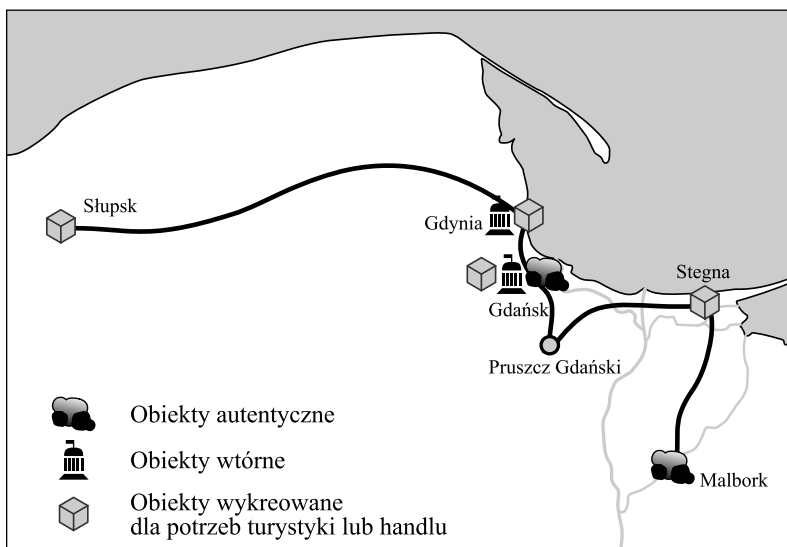 Słupsk
Gdynia
Stegna
Gdańsk
Pruszcz Gdański
Malbork
Obiekty autentyczne
Obiekty wtórne
Obiekty wykreowane
dla potrzeb turystyki lub handlu